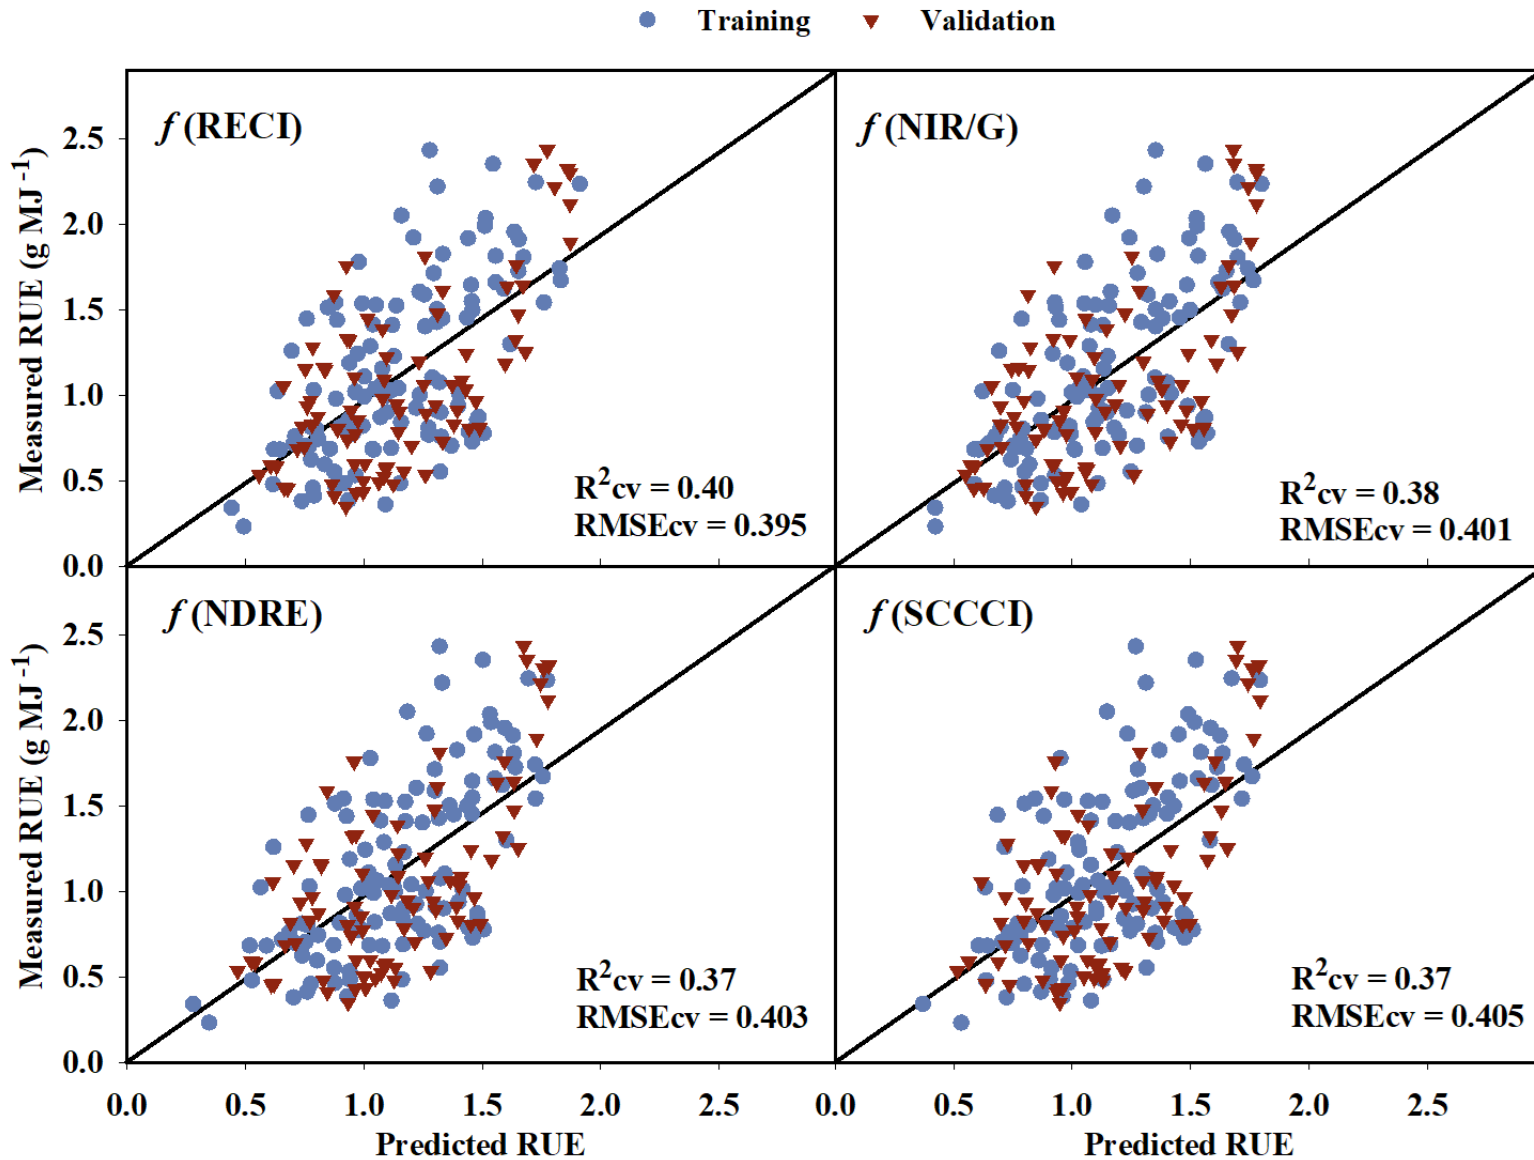 Training Validation
f (RECI)
f (NIR/G)
Measured RUE (g MJ⁻¹)
2.5
2.0
1.5
1.0
0.5
0.0
R²cv = 0.40
RMSEcv = 0.395
R²cv = 0.38
RMSEcv = 0.401
f (NDRE)
f (SCCCI)
Measured RUE (g MJ⁻¹)
2.5
2.0
1.5
1.0
0.5
0.0
R²cv = 0.37
RMSEcv = 0.403
R²cv = 0.37
RMSEcv = 0.405
0.0 0.5 1.0 1.5 2.0 2.5 0.0 0.5 1.0 1.5 2.0 2.5
Predicted RUE Predicted RUE